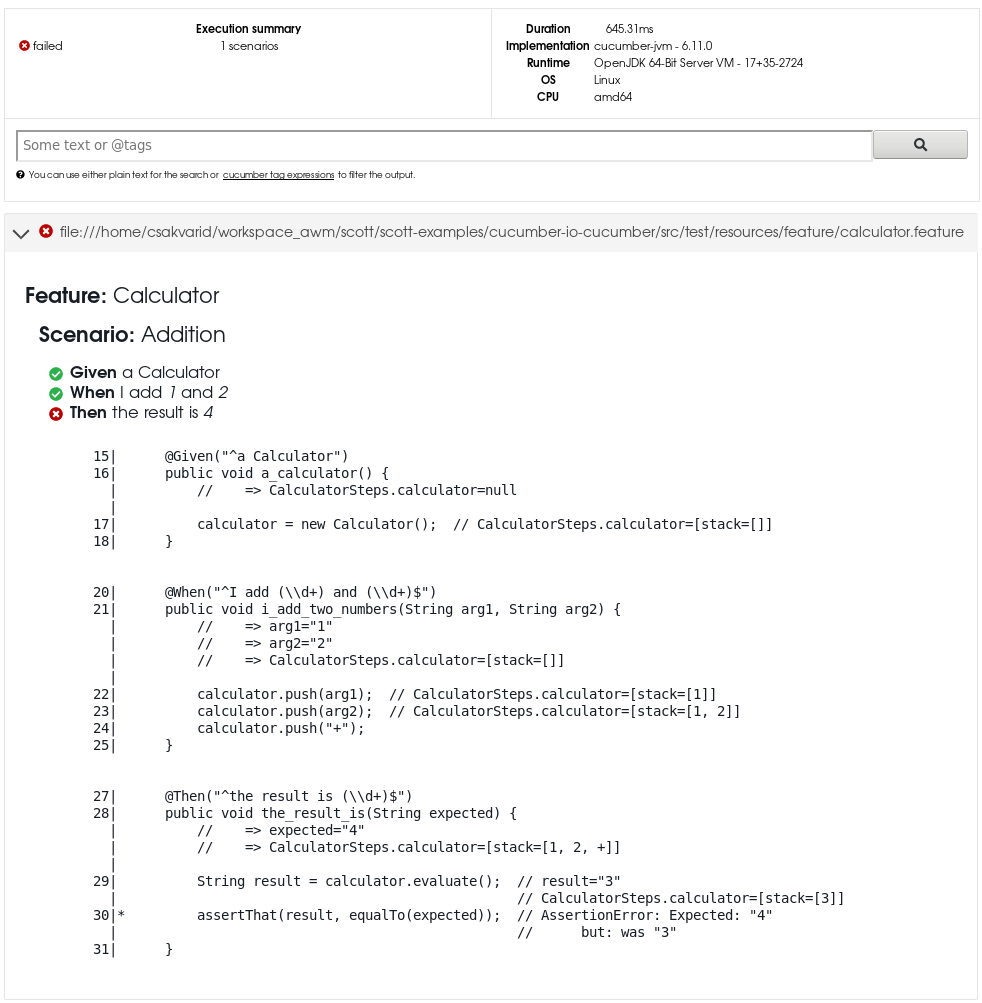 Execution summary
failed 1 scenarios
Duration 645.31ms
Implementation cucumber-jvm - 6.11.0
Runtime OpenJDK 64-Bit Server VM - 17+35-2724
OS Linux
CPU amd64
Some text or @tags
You can use either plain text for the search or cucumber tag expressions to filter the output.
file:///home/csakvarid/workspace_awm/scott/scott-examples/cucumber-io-cucumber/src/test/resources/feature/calculator.feature
Feature: Calculator
Scenario: Addition
Given a Calculator
When I add 1 and 2
Then the result is 4
15|      @Given("^a Calculator")
16|      public void a_calculator() {
  |          //    => CalculatorSteps.calculator=null
  |
17|          calculator = new Calculator();  // CalculatorSteps.calculator=[stack=[]]
18|      }
20|      @When("^I add (\\d+) and (\\d+)$")
21|      public void i_add_two_numbers(String arg1, String arg2) {
  |          //    => arg1="1"
  |          //    => arg2="2"
  |          //    => CalculatorSteps.calculator=[stack=[]]
  |
22|          calculator.push(arg1);  // CalculatorSteps.calculator=[stack=[1]]
23|          calculator.push(arg2);  // CalculatorSteps.calculator=[stack=[1, 2]]
24|          calculator.push("+");
25|      }
27|      @Then("^the result is (\\d+)$")
28|      public void the_result_is(String expected) {
  |          //    => expected="4"
  |          //    => CalculatorSteps.calculator=[stack=[1, 2, +]]
  |
29|          String result = calculator.evaluate();  // result="3"
  |                                                  // CalculatorSteps.calculator=[stack=[3]]
30|*         assertThat(result, equalTo(expected));  // AssertionError: Expected: "4"
  |                                                  //      but: was "3"
31|      }